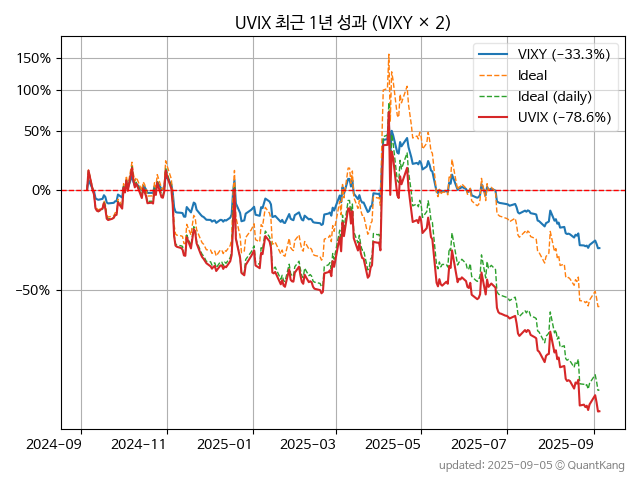 UVIX 최근 1년 성과 (VIXY × 2)
VIXY (−33.3%)
Ideal
Ideal (daily)
UVIX (−78.6%)
150%
100%
50%
0%
−50%
2024-09 2024-11 2025-01 2025-03 2025-05 2025-07 2025-09
updated: 2025-09-05 © QuantKang